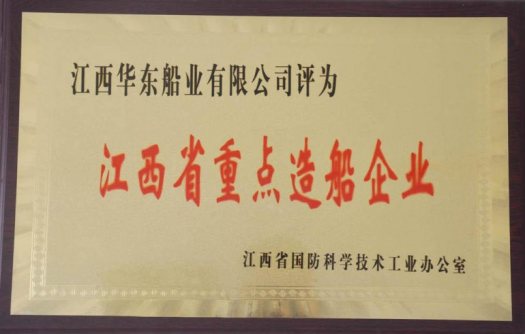 江西华东船业有限公司评为
江西省重点造船企业
江西省国防科学技术工业办公室